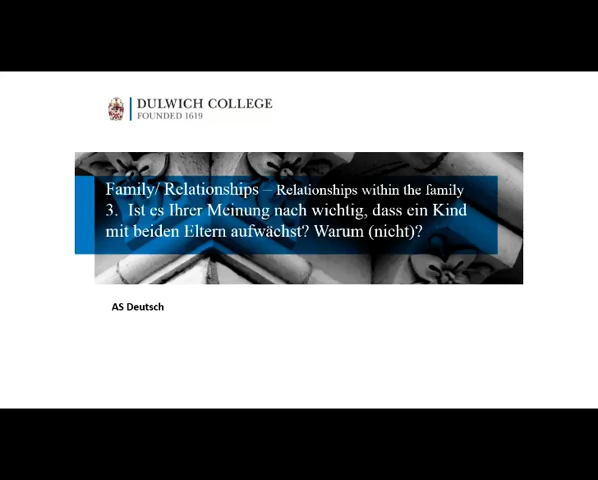 DULWICH COLLEGE
FOUNDED 1619
Family/ Relationships – Relationships within the family
3. Ist es Ihrer Meinung nach wichtig, dass ein Kind
mit beiden Eltern aufwächst? Warum (nicht)?
AS Deutsch